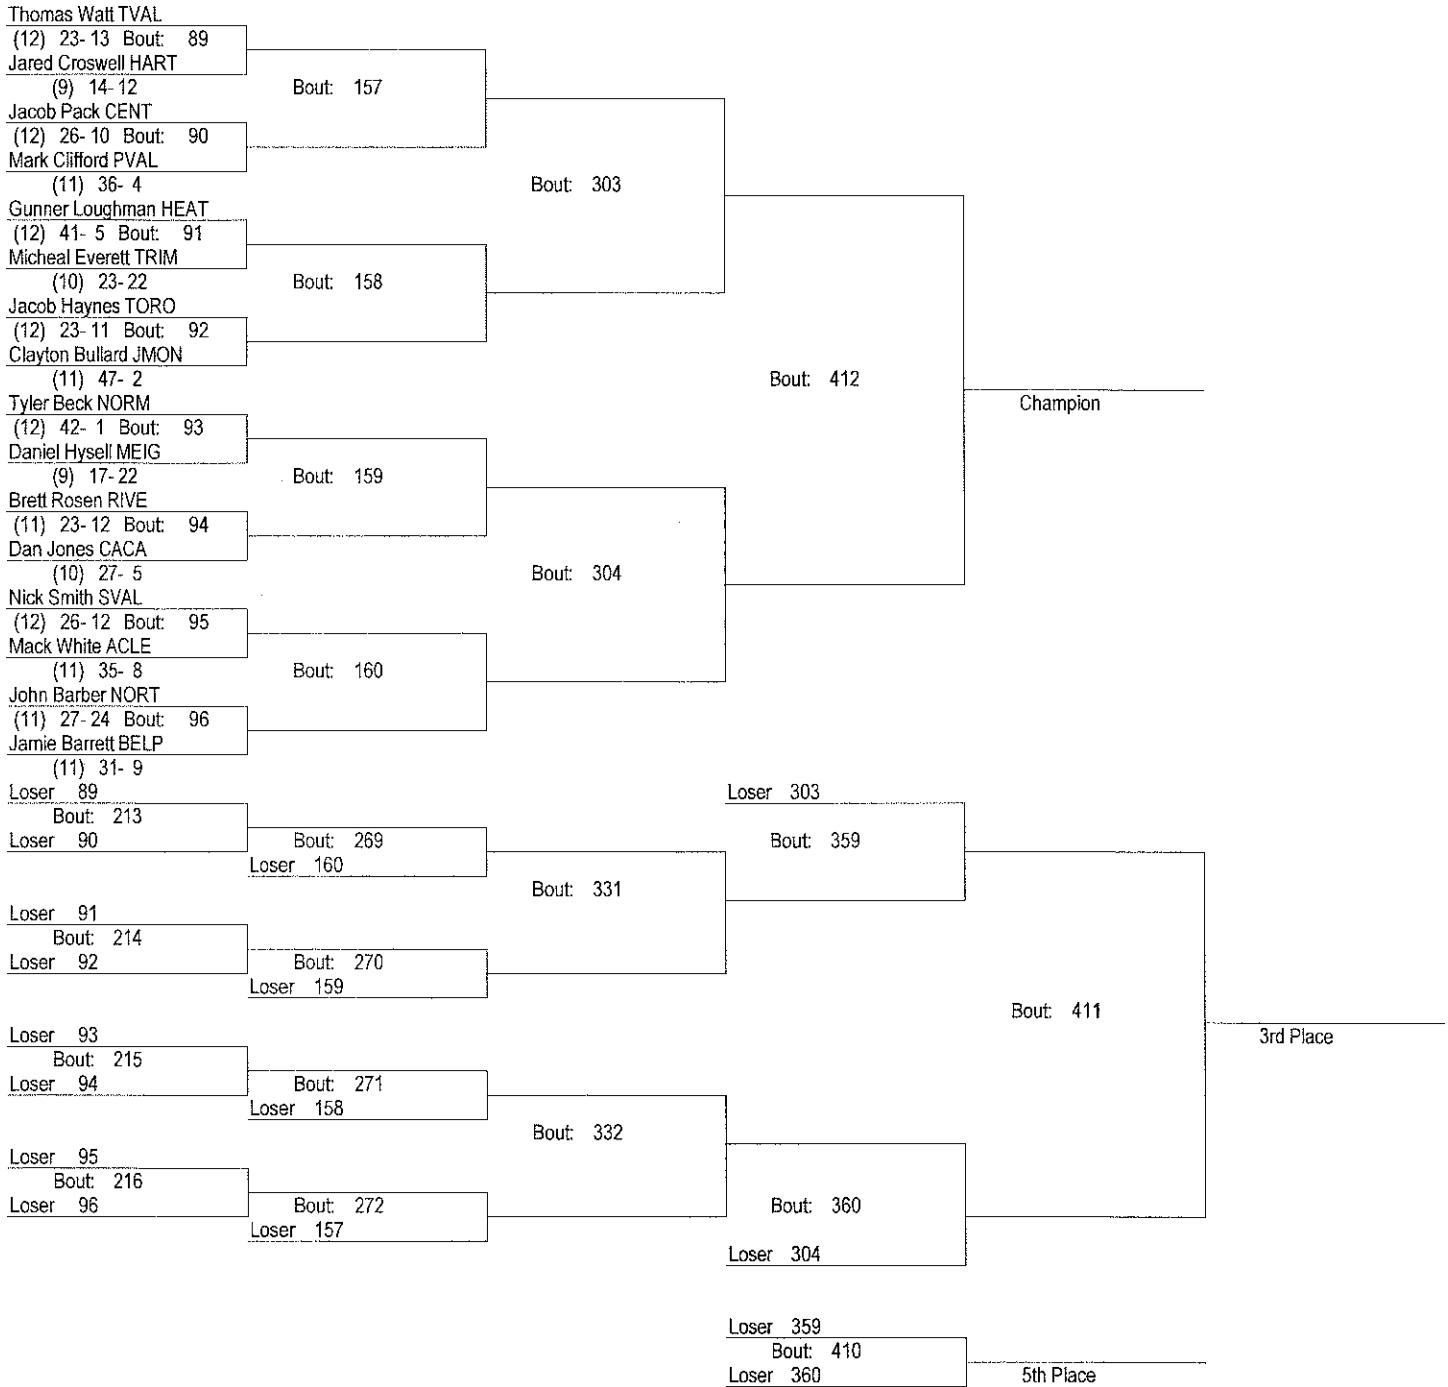 Thomas Watt TVAL
(12) 23- 13 Bout: 89
Jared Croswell HART
(9) 14- 12
Bout: 157
Jacob Pack CENT
(12) 26- 10 Bout: 90
Mark Clifford PVAL
(11) 36- 4
Bout: 303
Gunner Loughman HEAT
(12) 41- 5 Bout: 91
Micheal Everett TRIM
(10) 23- 22
Bout: 158
Jacob Haynes TORO
(12) 23- 11 Bout: 92
Clayton Bullard JMON
(11) 47- 2
Bout: 412
Champion
Tyler Beck NORM
(12) 42- 1 Bout: 93
Daniel Hysell MEIG
(9) 17- 22
Bout: 159
Brett Rosen RIVE
(11) 23- 12 Bout: 94
Dan Jones CACA
(10) 27- 5
Bout: 304
Nick Smith SVAL
(12) 26- 12 Bout: 95
Mack White ACLE
(11) 35- 8
Bout: 160
John Barber NORT
(11) 27- 24 Bout: 96
Jamie Barrett BELP
(11) 31- 9
Loser 89
Bout: 213
Loser 90
Bout: 269
Loser 160
Loser 303
Bout: 359
Bout: 331
Loser 91
Bout: 214
Loser 92
Bout: 270
Loser 159
Bout: 411
3rd Place
Loser 93
Bout: 215
Loser 94
Bout: 271
Loser 158
Bout: 332
Loser 95
Bout: 216
Loser 96
Bout: 272
Loser 157
Bout: 360
Loser 304
Loser 359
Bout: 410
Loser 360
5th Place